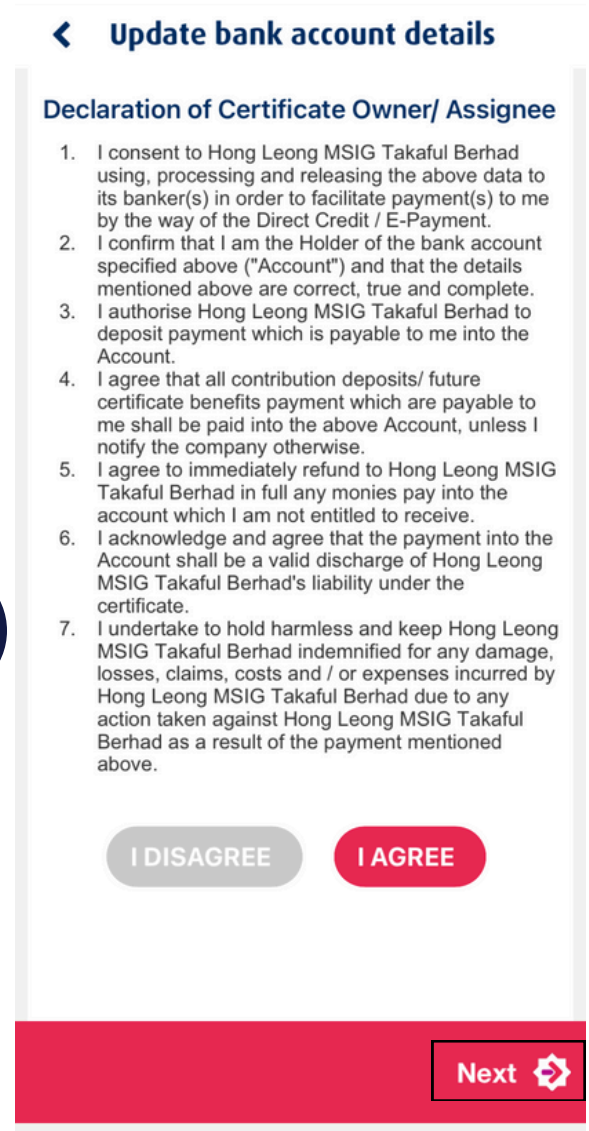 Update bank account details
Declaration of Certificate Owner/ Assignee
1. I consent to Hong Leong MSIG Takaful Berhad
using, processing and releasing the above data to
its banker(s) in order to facilitate payment(s) to me
by the way of the Direct Credit / E-Payment.
2. I confirm that I am the Holder of the bank account
specified above ("Account") and that the details
mentioned above are correct, true and complete.
3. I authorise Hong Leong MSIG Takaful Berhad to
deposit payment which is payable to me into the
Account.
4. I agree that all contribution deposits/ future
certificate benefits payment which are payable to
me shall be paid into the above Account, unless I
notify the company otherwise.
5. I agree to immediately refund to Hong Leong MSIG
Takaful Berhad in full any monies pay into the
account which I am not entitled to receive.
6. I acknowledge and agree that the payment into the
Account shall be a valid discharge of Hong Leong
MSIG Takaful Berhad's liability under the
certificate.
7. I undertake to hold harmless and keep Hong Leong
MSIG Takaful Berhad indemnified for any damage,
losses, claims, costs and / or expenses incurred by
Hong Leong MSIG Takaful Berhad due to any
action taken against Hong Leong MSIG Takaful
Berhad as a result of the payment mentioned
above.
I DISAGREE
I AGREE
Next